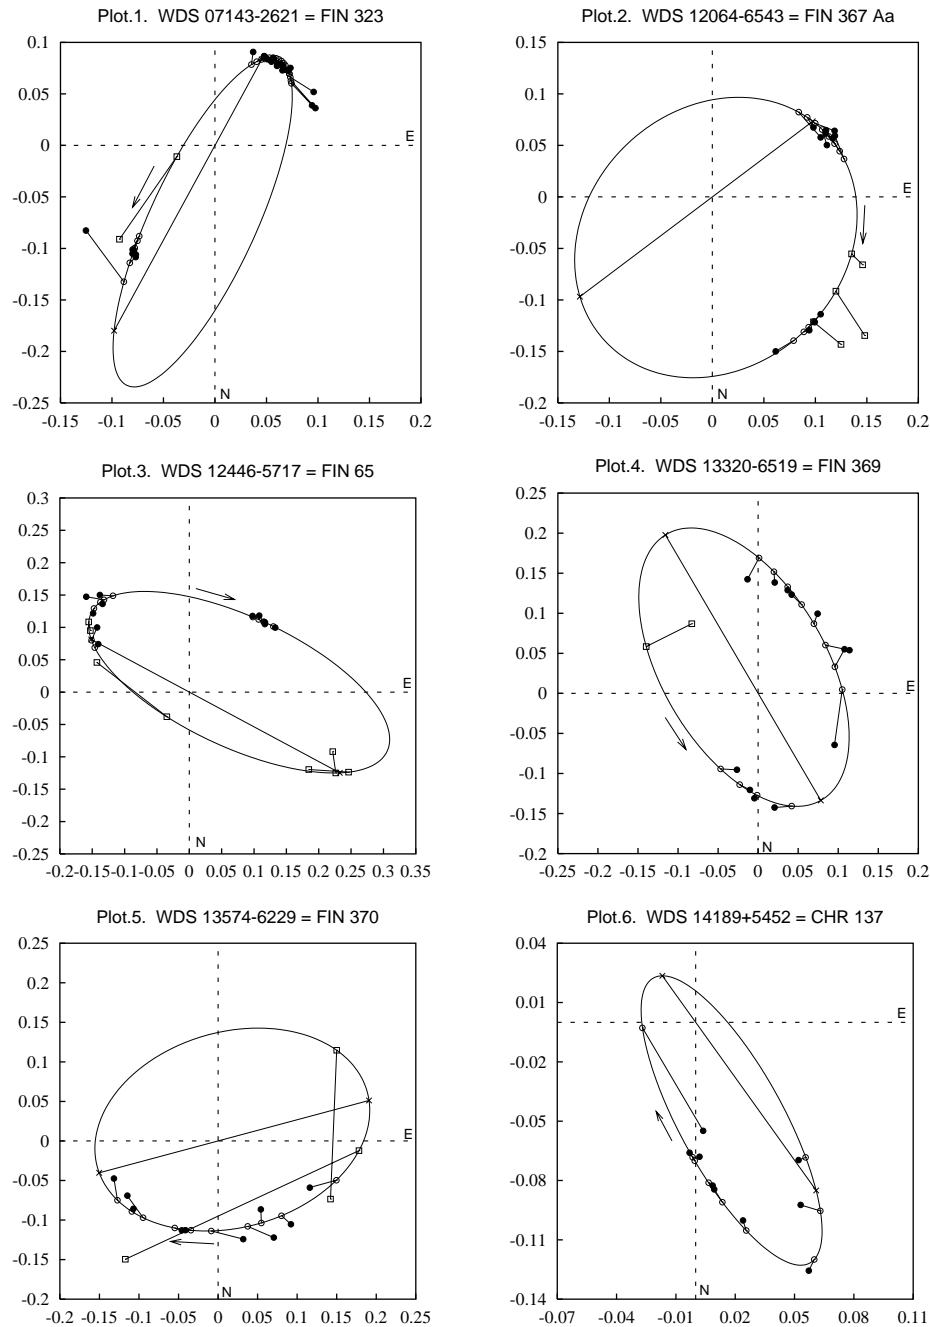 Plot.1. WDS 07143-2621 = FIN 323
0.1
0.05
0
-0.05
-0.1
-0.15
-0.2
-0.25
E
N
-0.15 -0.1 -0.05 0 0.05 0.1 0.15 0.2
Plot.2. WDS 12064-6543 = FIN 367 Aa
0.15
0.1
0.05
0
-0.05
-0.1
-0.15
-0.2
E
N
-0.15 -0.1 -0.05 0 0.05 0.1 0.15 0.2
Plot.3. WDS 12446-5717 = FIN 65
0.3
0.25
0.2
0.15
0.1
0.05
0
-0.05
-0.1
-0.15
-0.2
-0.25
E
N
-0.2-0.15-0.1-0.05 0 0.05 0.1 0.15 0.2 0.25 0.3 0.35
Plot.4. WDS 13320-6519 = FIN 369
0.25
0.2
0.15
0.1
0.05
0
-0.05
-0.1
-0.15
-0.2
E
N
-0.25 -0.2 -0.15 -0.1 -0.05 0 0.05 0.1 0.15 0.2
Plot.5. WDS 13574-6229 = FIN 370
0.25
0.2
0.15
0.1
0.05
0
-0.05
-0.1
-0.15
-0.2
E
N
-0.2 -0.15 -0.1 -0.05 0 0.05 0.1 0.15 0.2 0.25
Plot.6. WDS 14189+5452 = CHR 137
0.04
0.01
-0.02
-0.05
-0.08
-0.11
-0.14
E
N
-0.07 -0.04 -0.01 0.02 0.05 0.08 0.11